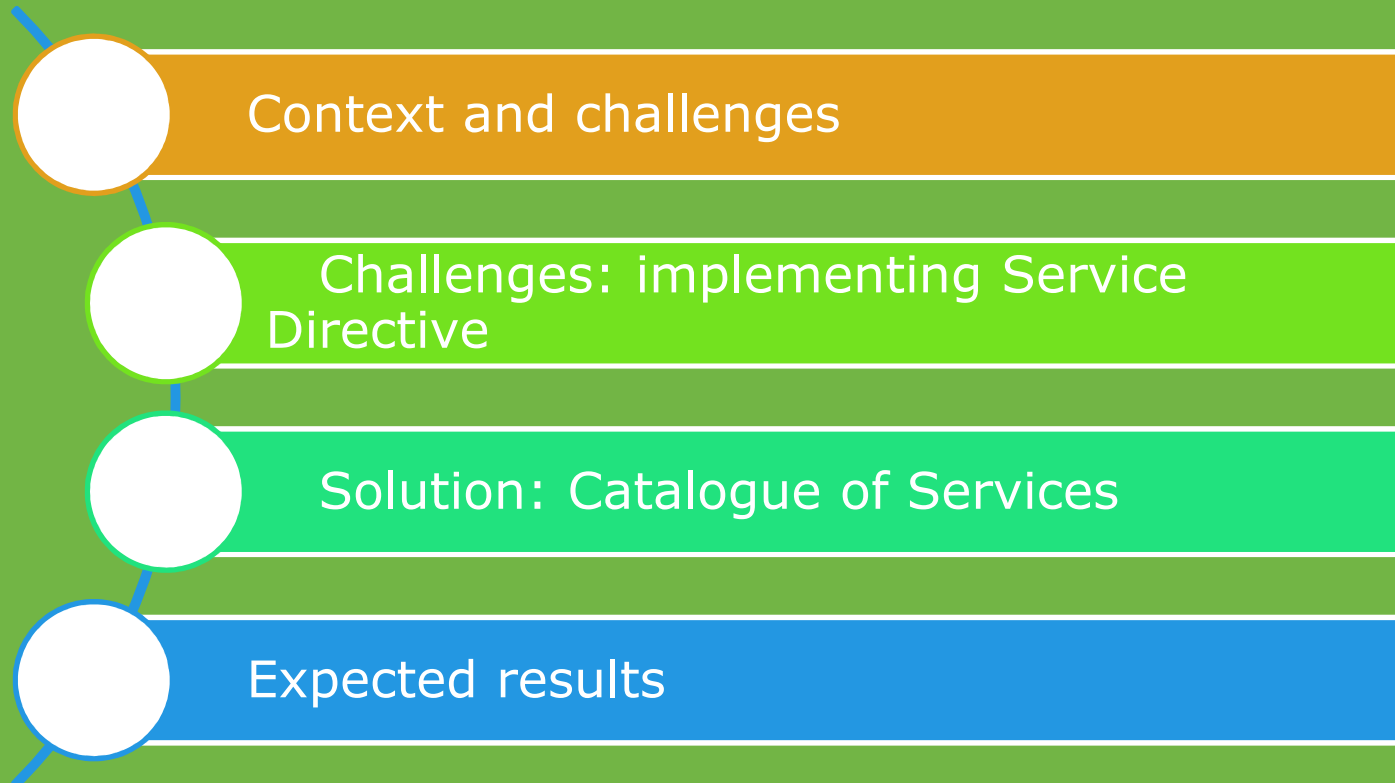 Context and challenges
Challenges: implementing Service
Directive
Solution: Catalogue of Services
Expected results